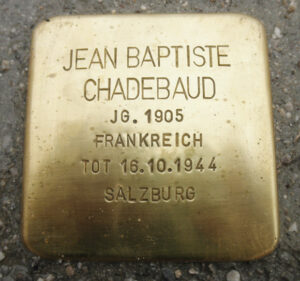 JEAN BAPTISTE
CHADEBAUD
JG. 1905
FRANKREICH
TOT 16.10.1944
SALZBURG